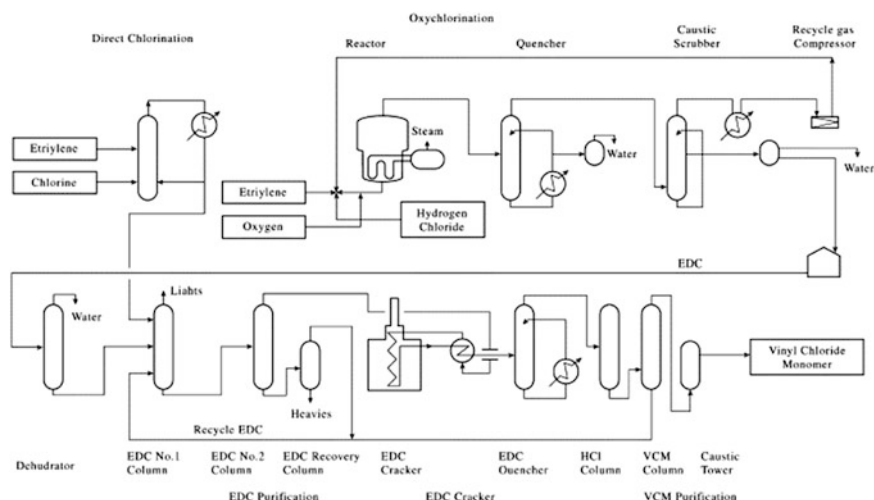 Oxychlorination
Direct Chlorination
Reactor
Quencher
Caustic
Scrubber
Recycle gas
Compressor
Etriylene
Chlorine
Steam
Water
Water
Etriylene
Oxygen
Hydrogen
Chloride
EDC
Liahts
Water
Heavies
Vinyl Chloride
Monomer
Recycle EDC
Dehudrator
EDC No.1
Column
EDC No.2
Column
EDC Recovery
Column
EDC
Cracker
EDC
Ouencher
HCl
Column
VCM
Column
Caustic
Tower
EDC Purification
EDC Cracker
VCM Purification